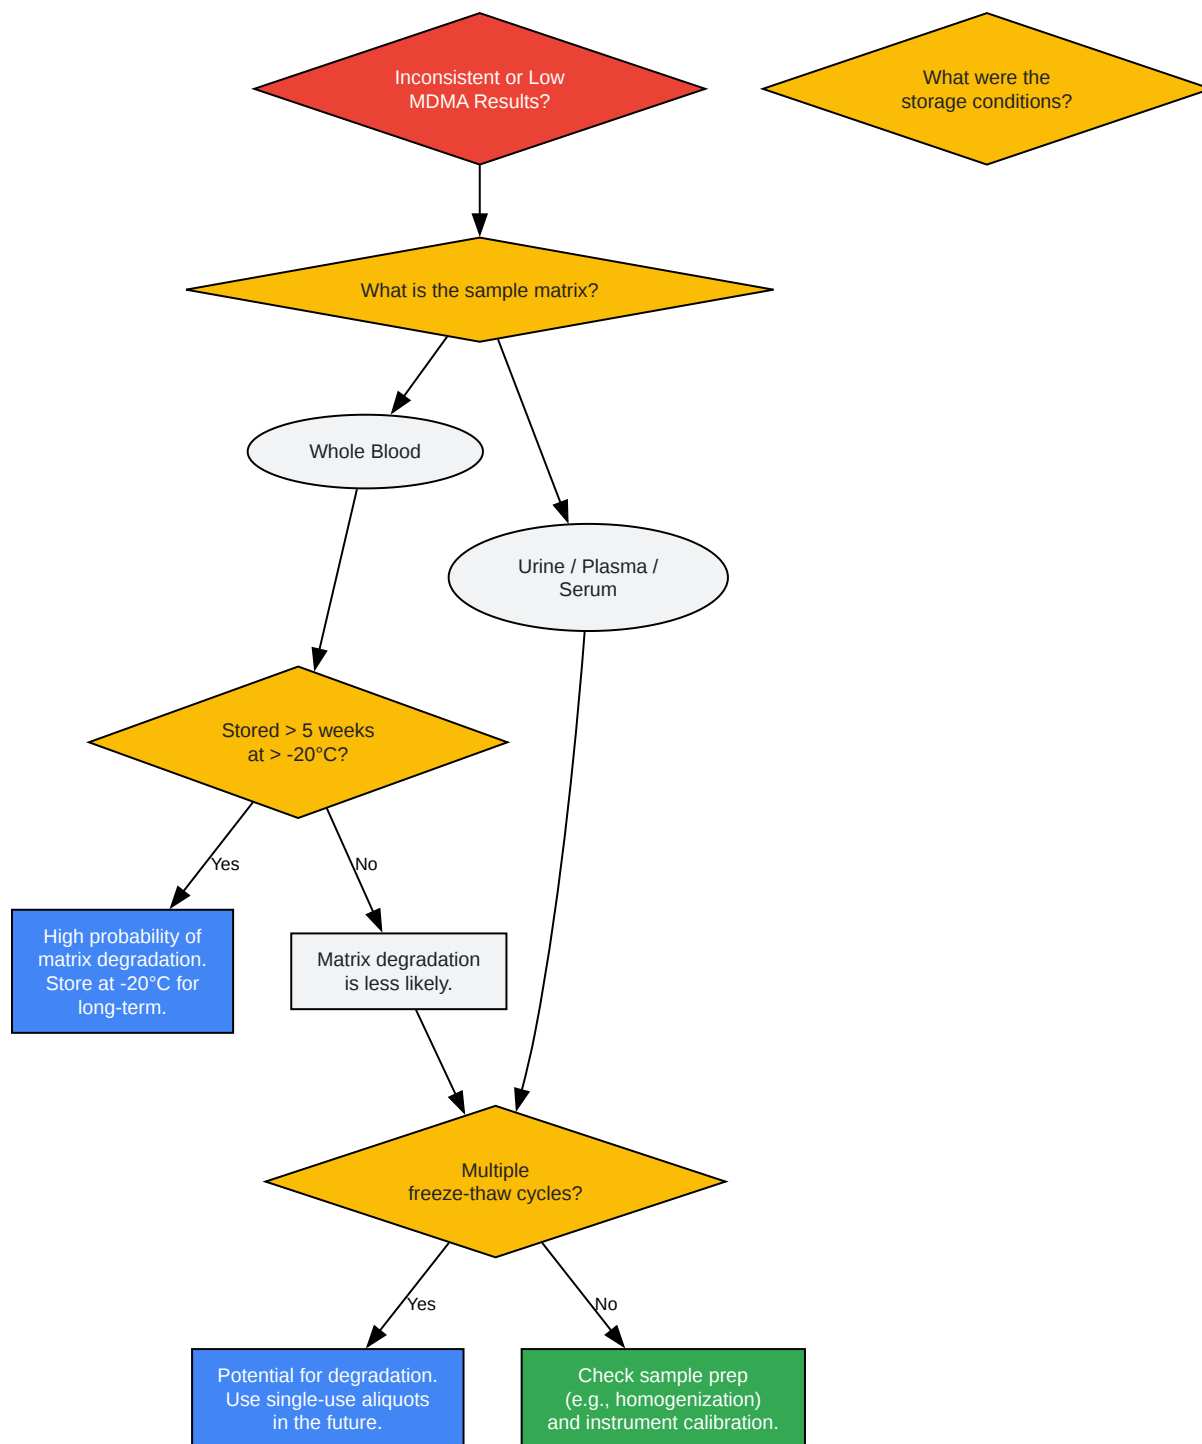 Inconsistent or Low
MDMA Results?
What were the
storage conditions?
What is the sample matrix?
Whole Blood
Urine / Plasma /
Serum
Stored > 5 weeks
at > -20°C?
Yes
No
High probability of
matrix degradation.
Store at -20°C for
long-term.
Matrix degradation
is less likely.
Multiple
freeze-thaw cycles?
Yes
No
Potential for degradation.
Use single-use aliquots
in the future.
Check sample prep
(e.g., homogenization)
and instrument calibration.